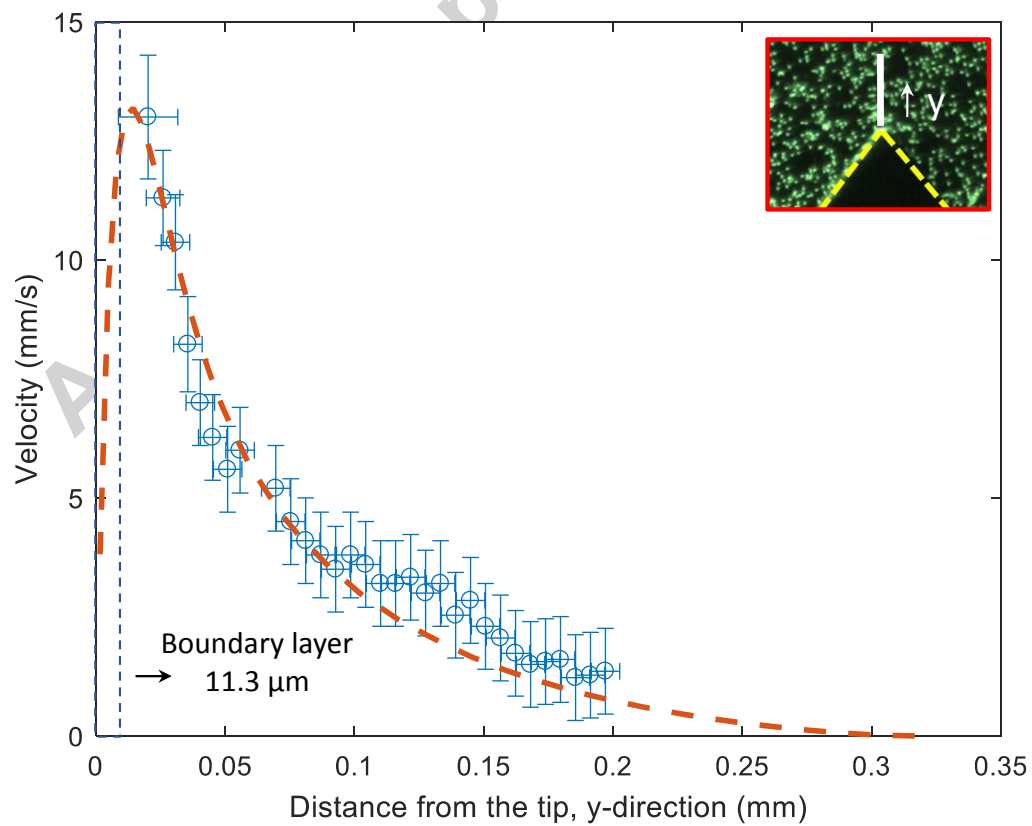 15
10
5
0
Velocity (mm/s)
y
Boundary layer
11.3 μm
0 0.05 0.1 0.15 0.2 0.25 0.3 0.35
Distance from the tip, y-direction (mm)
A
p